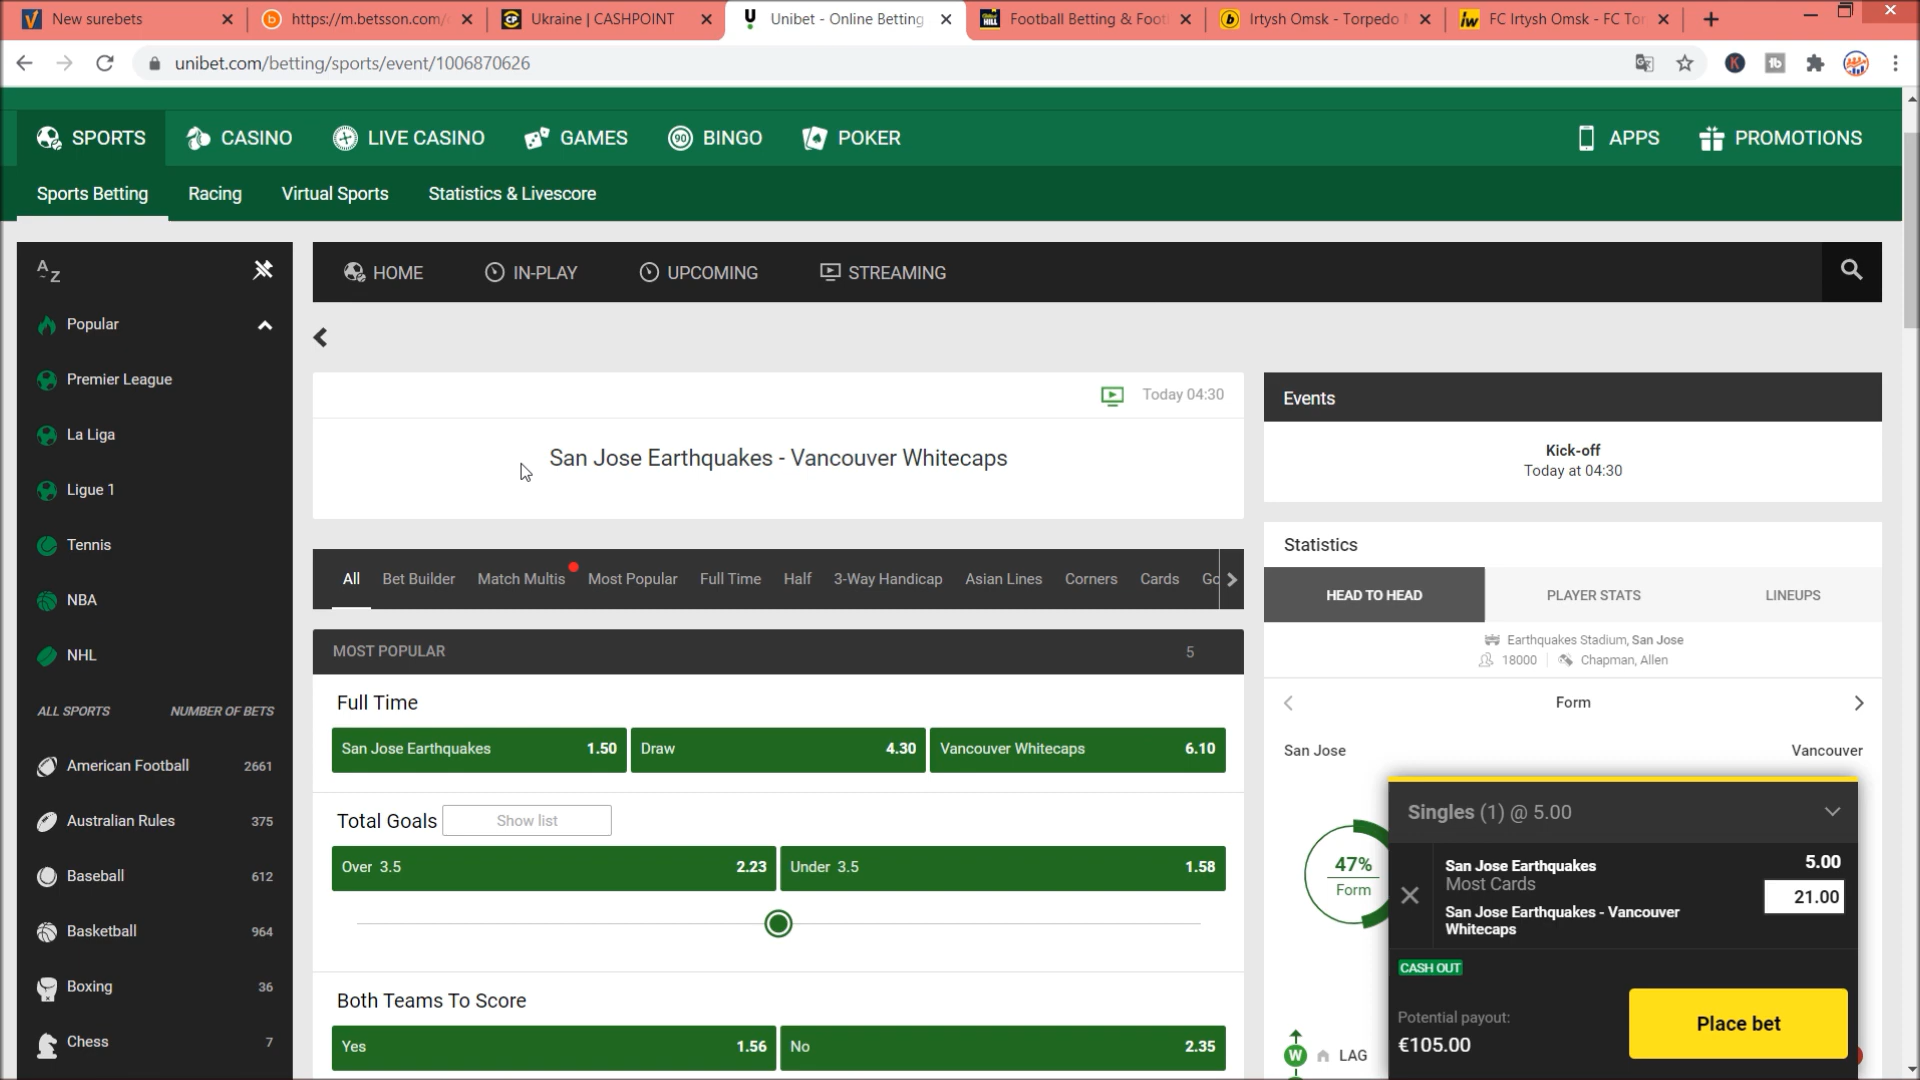 New surebets
https://m.betsson.com/
Ukraine | CASHPOINT
Unibet - Online Betting
Football Betting & Foot
Irtysh Omsk - Torpedo
FC Irtysh Omsk - FC Tor
unibet.com/betting/sports/event/1006870626
SPORTS
CASINO
LIVE CASINO
GAMES
BINGO
POKER
APPS
PROMOTIONS
Sports Betting
Racing
Virtual Sports
Statistics & Livescore
AZ
HOME
IN-PLAY
UPCOMING
STREAMING
Popular
Premier League
La Liga
Ligue 1
Tennis
NBA
NHL
ALL SPORTS NUMBER OF BETS
American Football 2661
Australian Rules 375
Baseball 612
Basketball 964
Boxing 36
Chess 7
Today 04:30
San Jose Earthquakes - Vancouver Whitecaps
All
Bet Builder
Match Multis
Most Popular
Full Time
Half
3-Way Handicap
Asian Lines
Corners
Cards
Go
MOST POPULAR 5
Full Time
San Jose Earthquakes 1.50
Draw 4.30
Vancouver Whitecaps 6.10
Total Goals
Show list
Over 3.5 2.23
Under 3.5 1.58
Both Teams To Score
Yes 1.56
No 2.35
Events
Kick-off
Today at 04:30
Statistics
HEAD TO HEAD
PLAYER STATS
LINEUPS
Earthquakes Stadium, San Jose
18000
Chapman, Allen
Form
San Jose
Vancouver
47%
Form
W
LAG
Singles (1) @ 5.00
San Jose Earthquakes 5.00
Most Cards
21.00
San Jose Earthquakes - Vancouver
Whitecaps
CASH OUT
Potential payout:
€105.00
Place bet